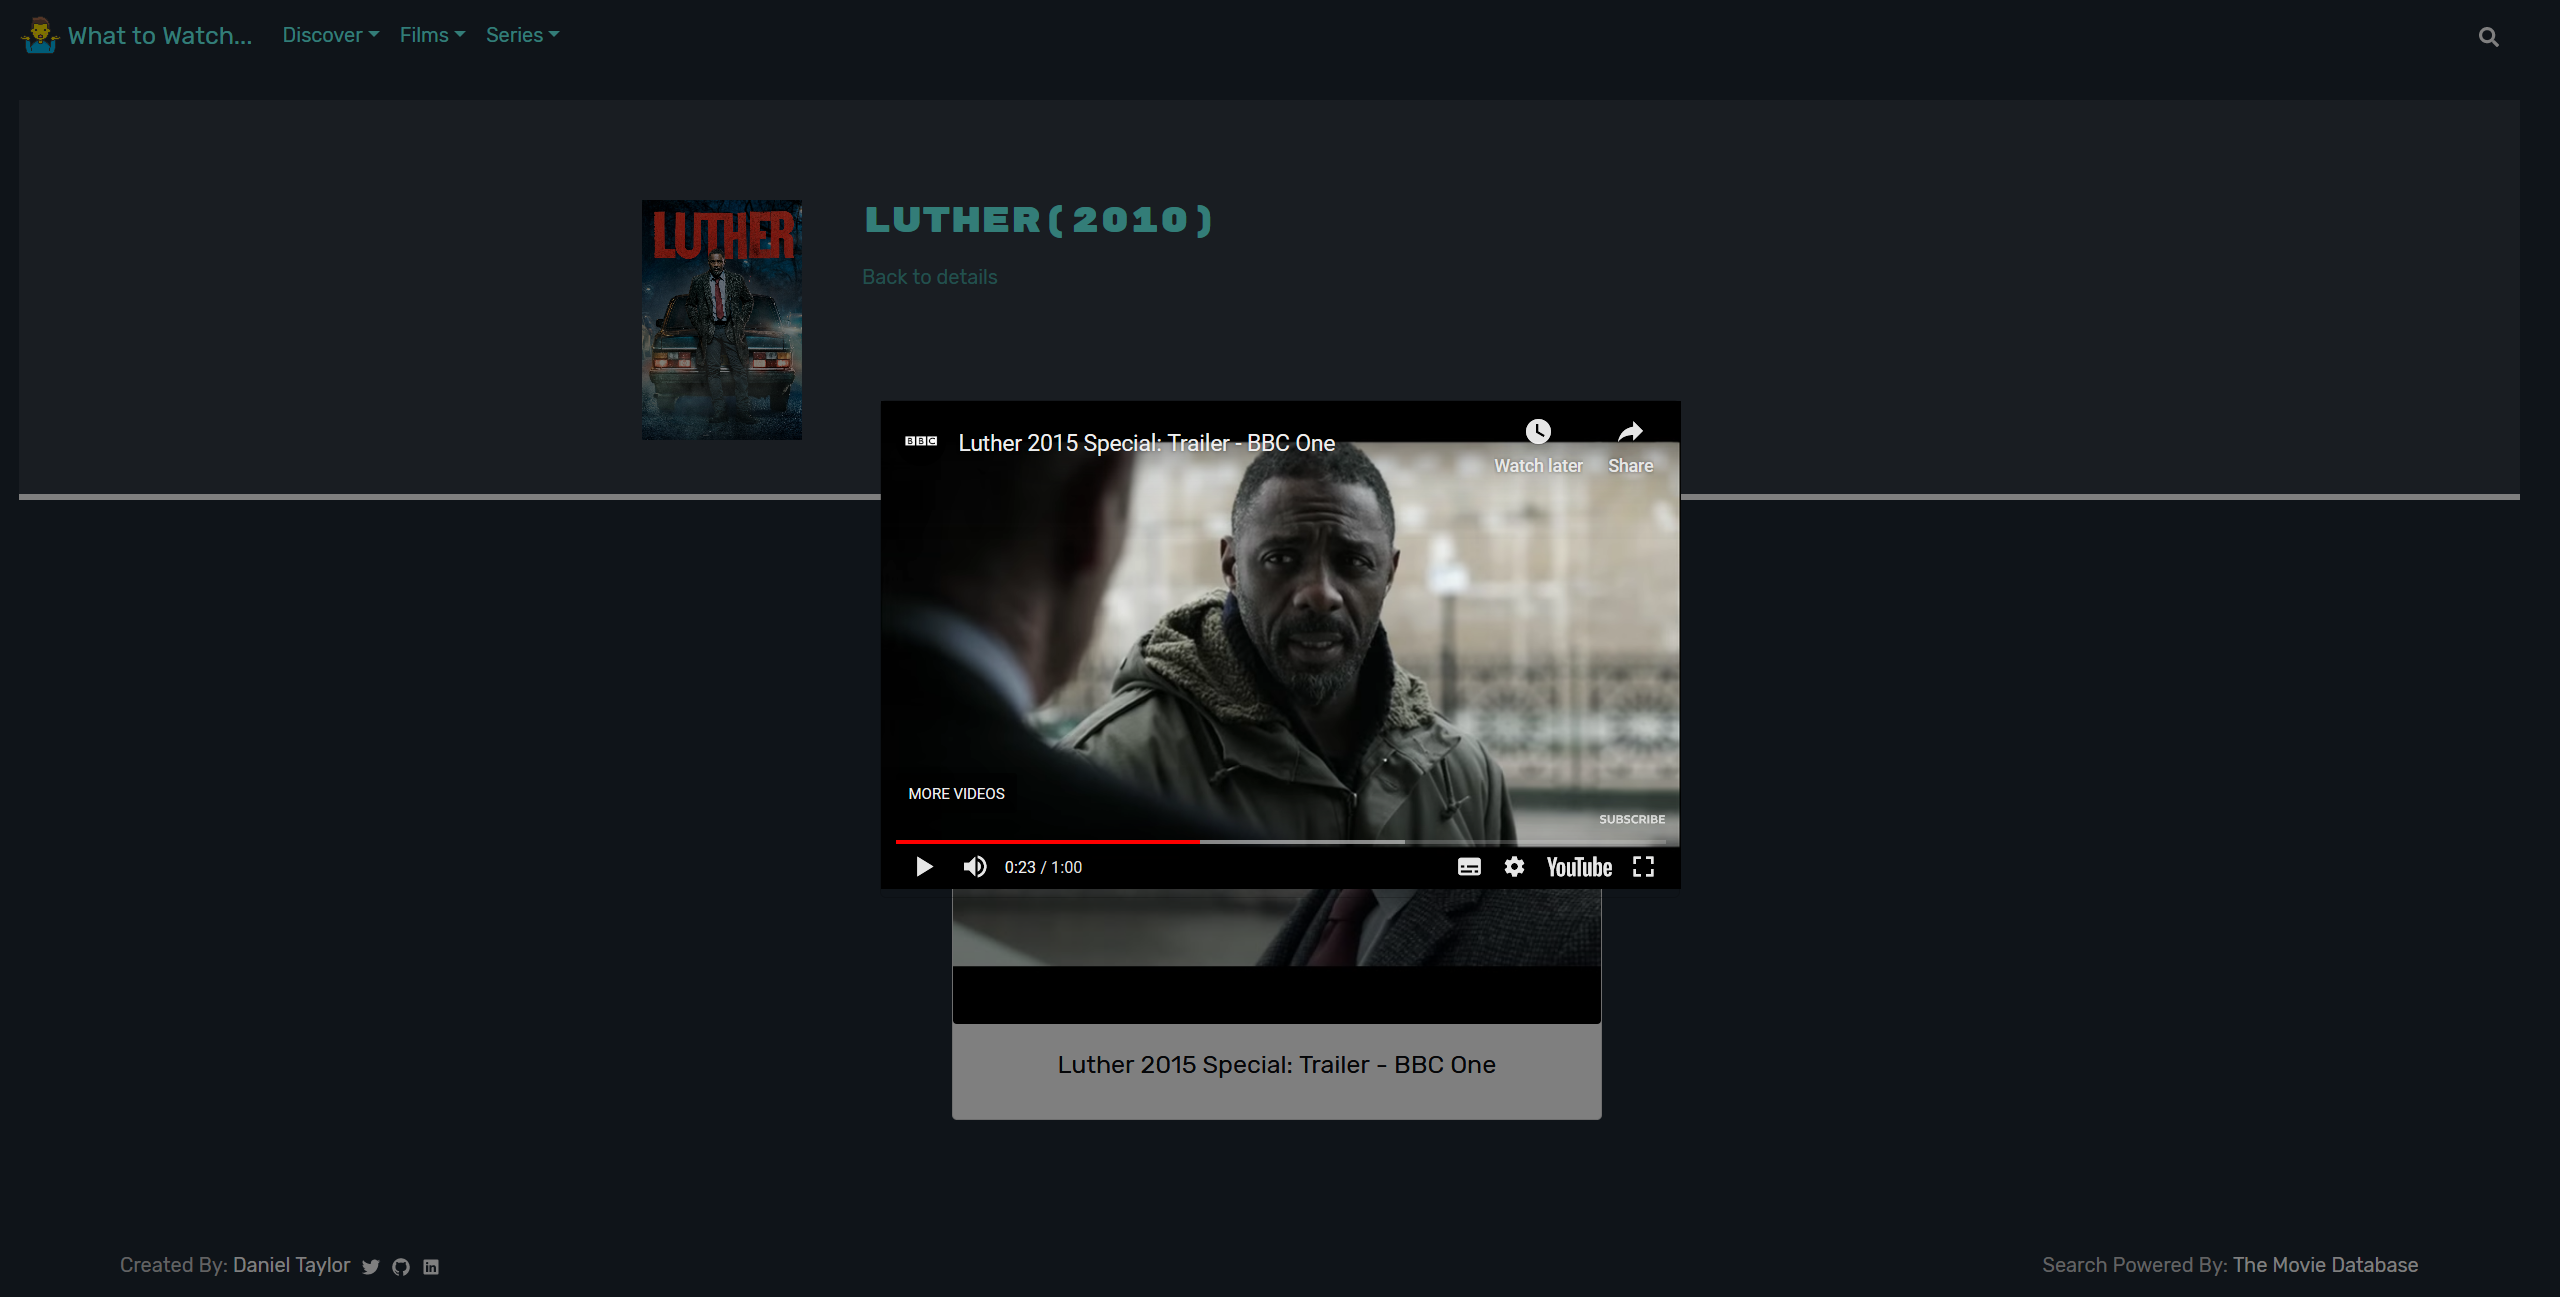 What to Watch... Discover Films Series
LUTHER
LUTHER(2010)
Back to details
BBC Luther 2015 Special: Trailer - BBC One
Watch later Share
MORE VIDEOS
SUBSCRIBE
0:23 / 1:00 YouTube
Luther 2015 Special: Trailer - BBC One
Created By: Daniel Taylor
Search Powered By: The Movie Database